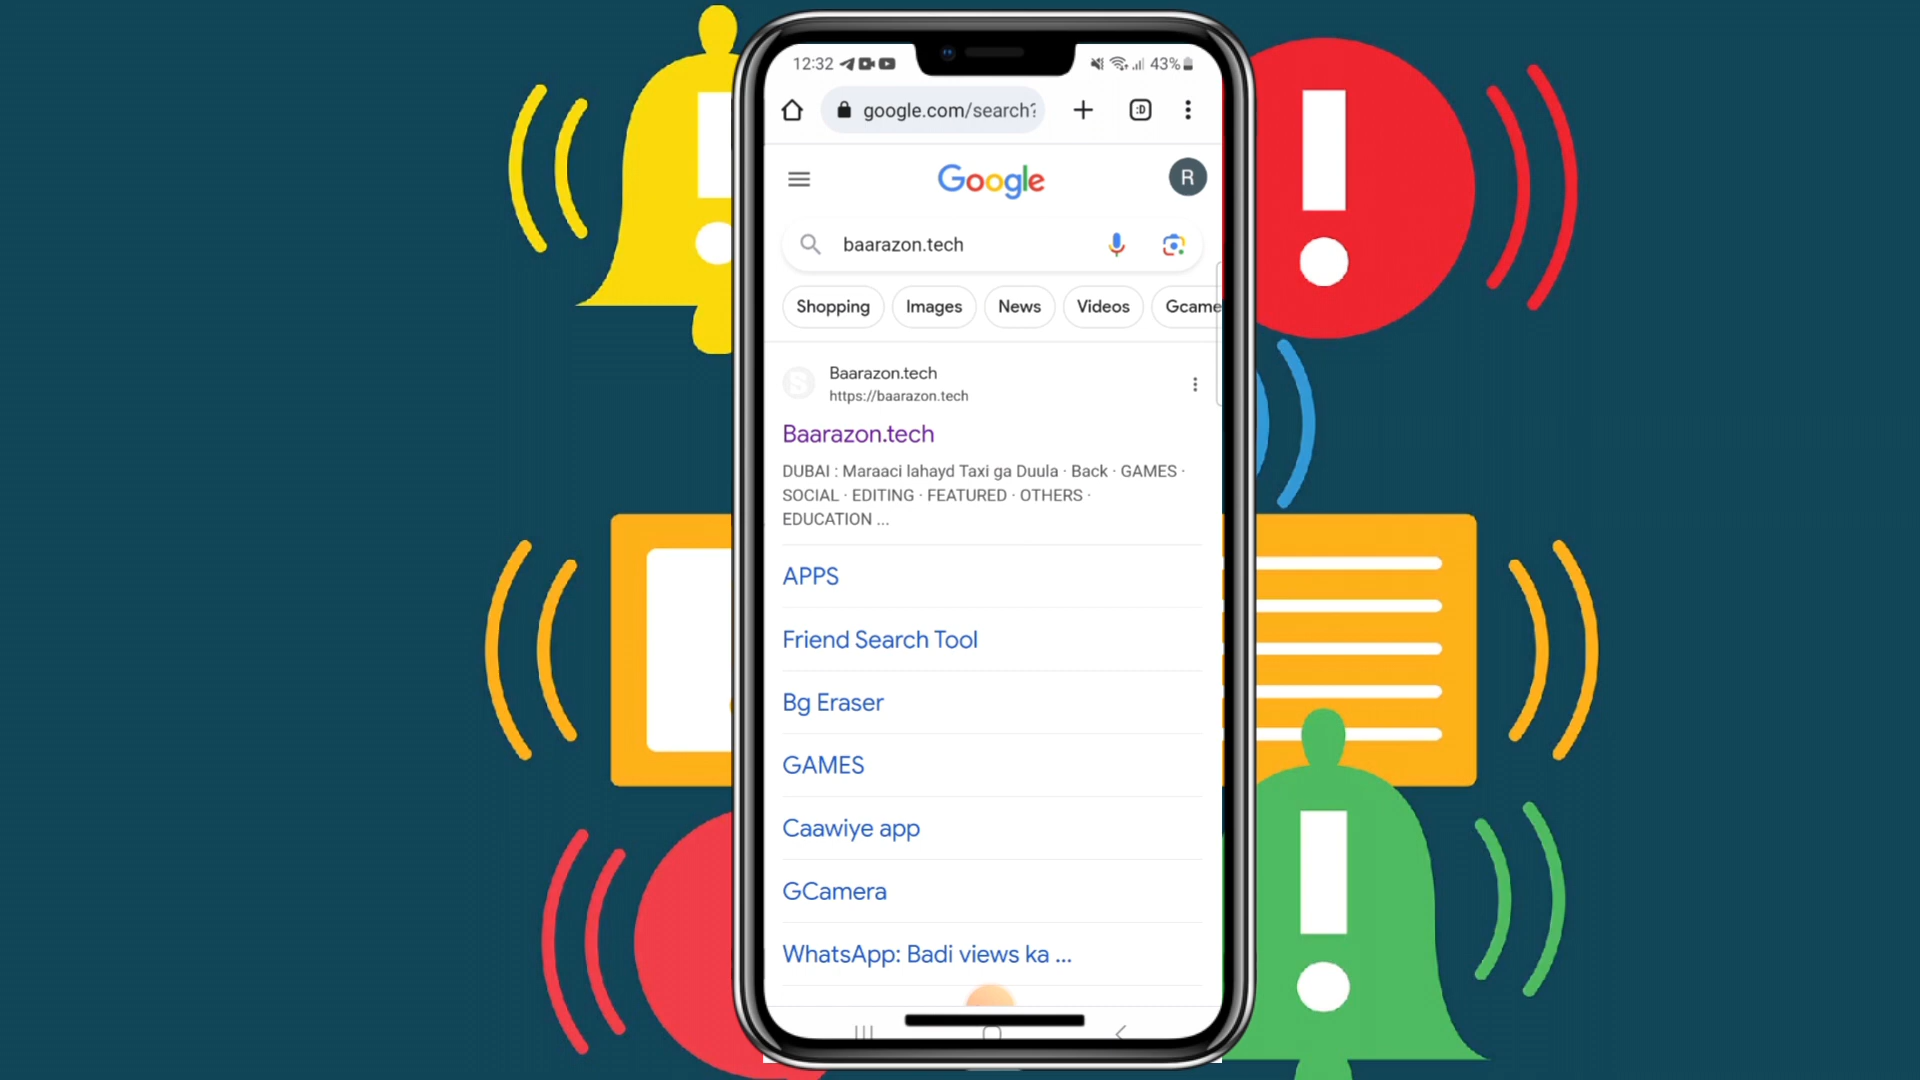 12:32 43%
google.com/search?
:D
Google
R
baarazon.tech
Shopping Images News Videos Gcame
Baarazon.tech
https://baarazon.tech
Baarazon.tech
DUBAI : Maraaci lahayd Taxi ga Duula · Back · GAMES ·
SOCIAL · EDITING · FEATURED · OTHERS ·
EDUCATION ...
APPS
Friend Search Tool
Bg Eraser
GAMES
Caawiye app
GCamera
WhatsApp: Badi views ka ...